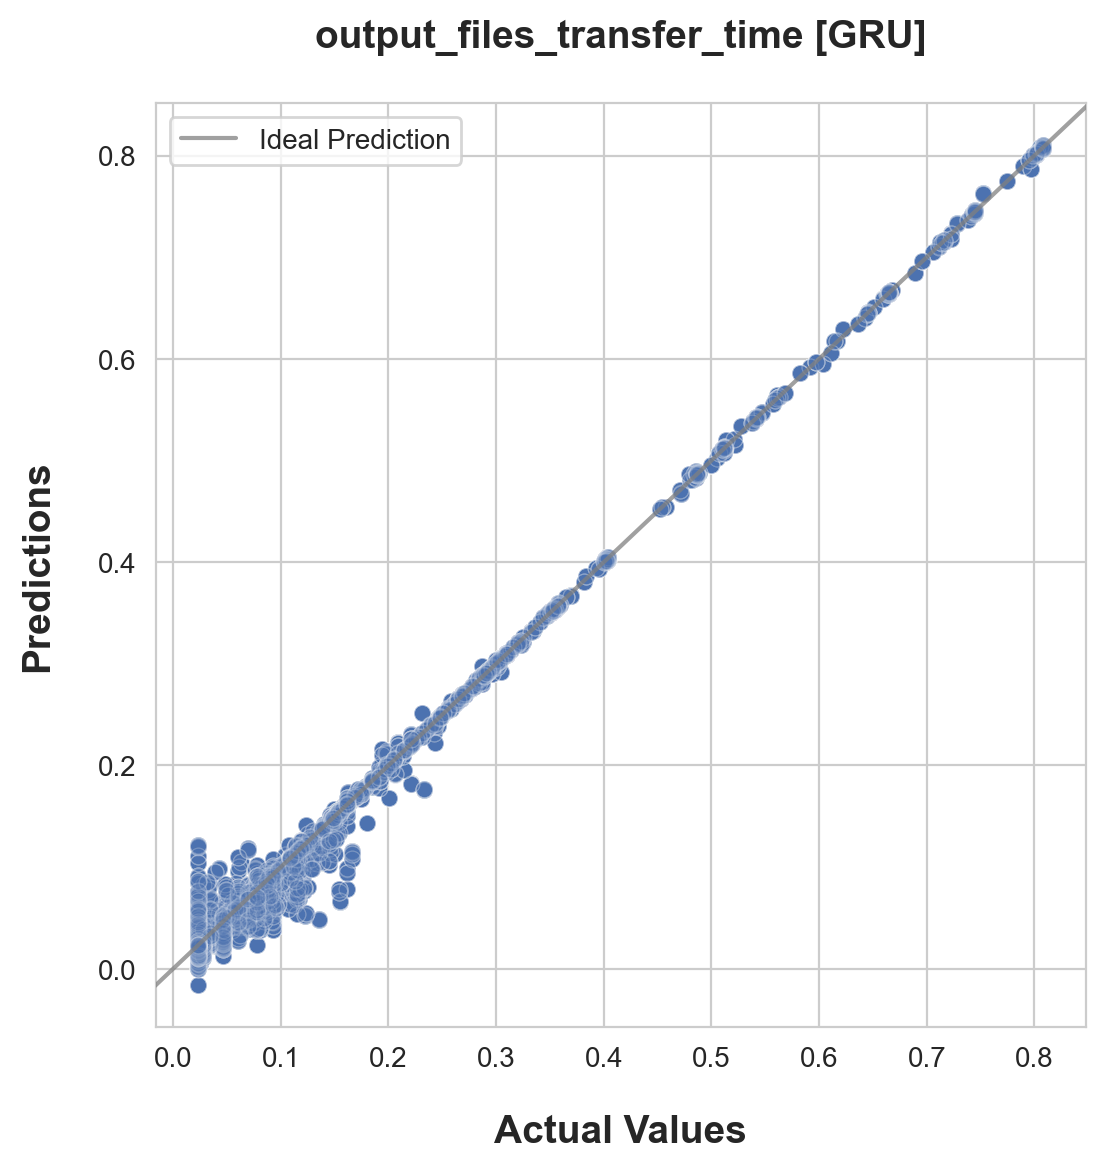 output_files_transfer_time [GRU]
Ideal Prediction
0.8
0.6
0.4
0.2
0.0
Predictions
0.0 0.1 0.2 0.3 0.4 0.5 0.6 0.7 0.8
Actual Values